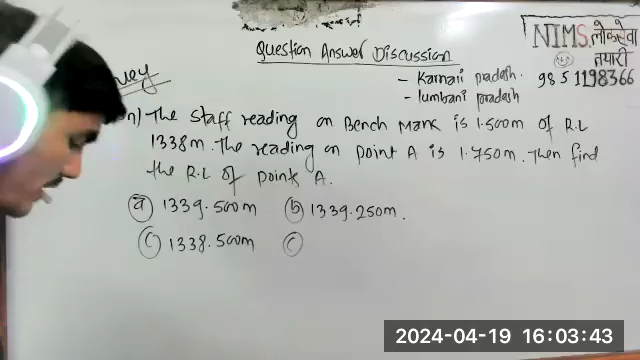 NIMS, लोकसेवा
तयारी
9851198366
Question Answer Discussion
- Karnali pradesh.
- lumbani pradesh
vey
n) The staff reading on Bench Mark is 1.500m of R.L
1338m. The reading on point A is 1.750m. Then find
the R.L of points A.
(a) 1339.500m (b) 1339.250m.
(c) 1338.500m (c)
2024-04-19 16:03:43